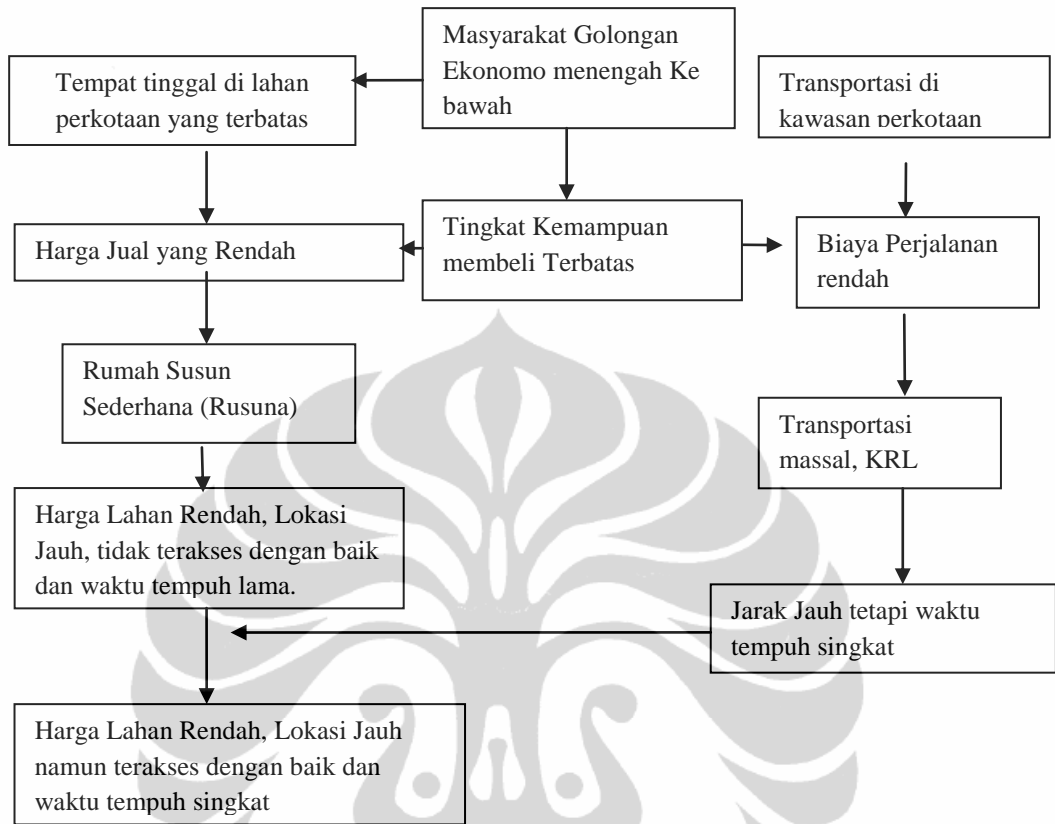 Masyarakat Golongan
Ekonomo menengah Ke
bawah
Tempat tinggal di lahan
perkotaan yang terbatas
Transportasi di
kawasan perkotaan
Harga Jual yang Rendah
Tingkat Kemampuan
membeli Terbatas
Biaya Perjalanan
rendah
Rumah Susun
Sederhana (Rusuna)
Transportasi
massal, KRL
Harga Lahan Rendah, Lokasi
Jauh, tidak terakses dengan baik
dan waktu tempuh lama.
Jarak Jauh tetapi waktu
tempuh singkat
Harga Lahan Rendah, Lokasi Jauh
namun terakses dengan baik dan
waktu tempuh singkat